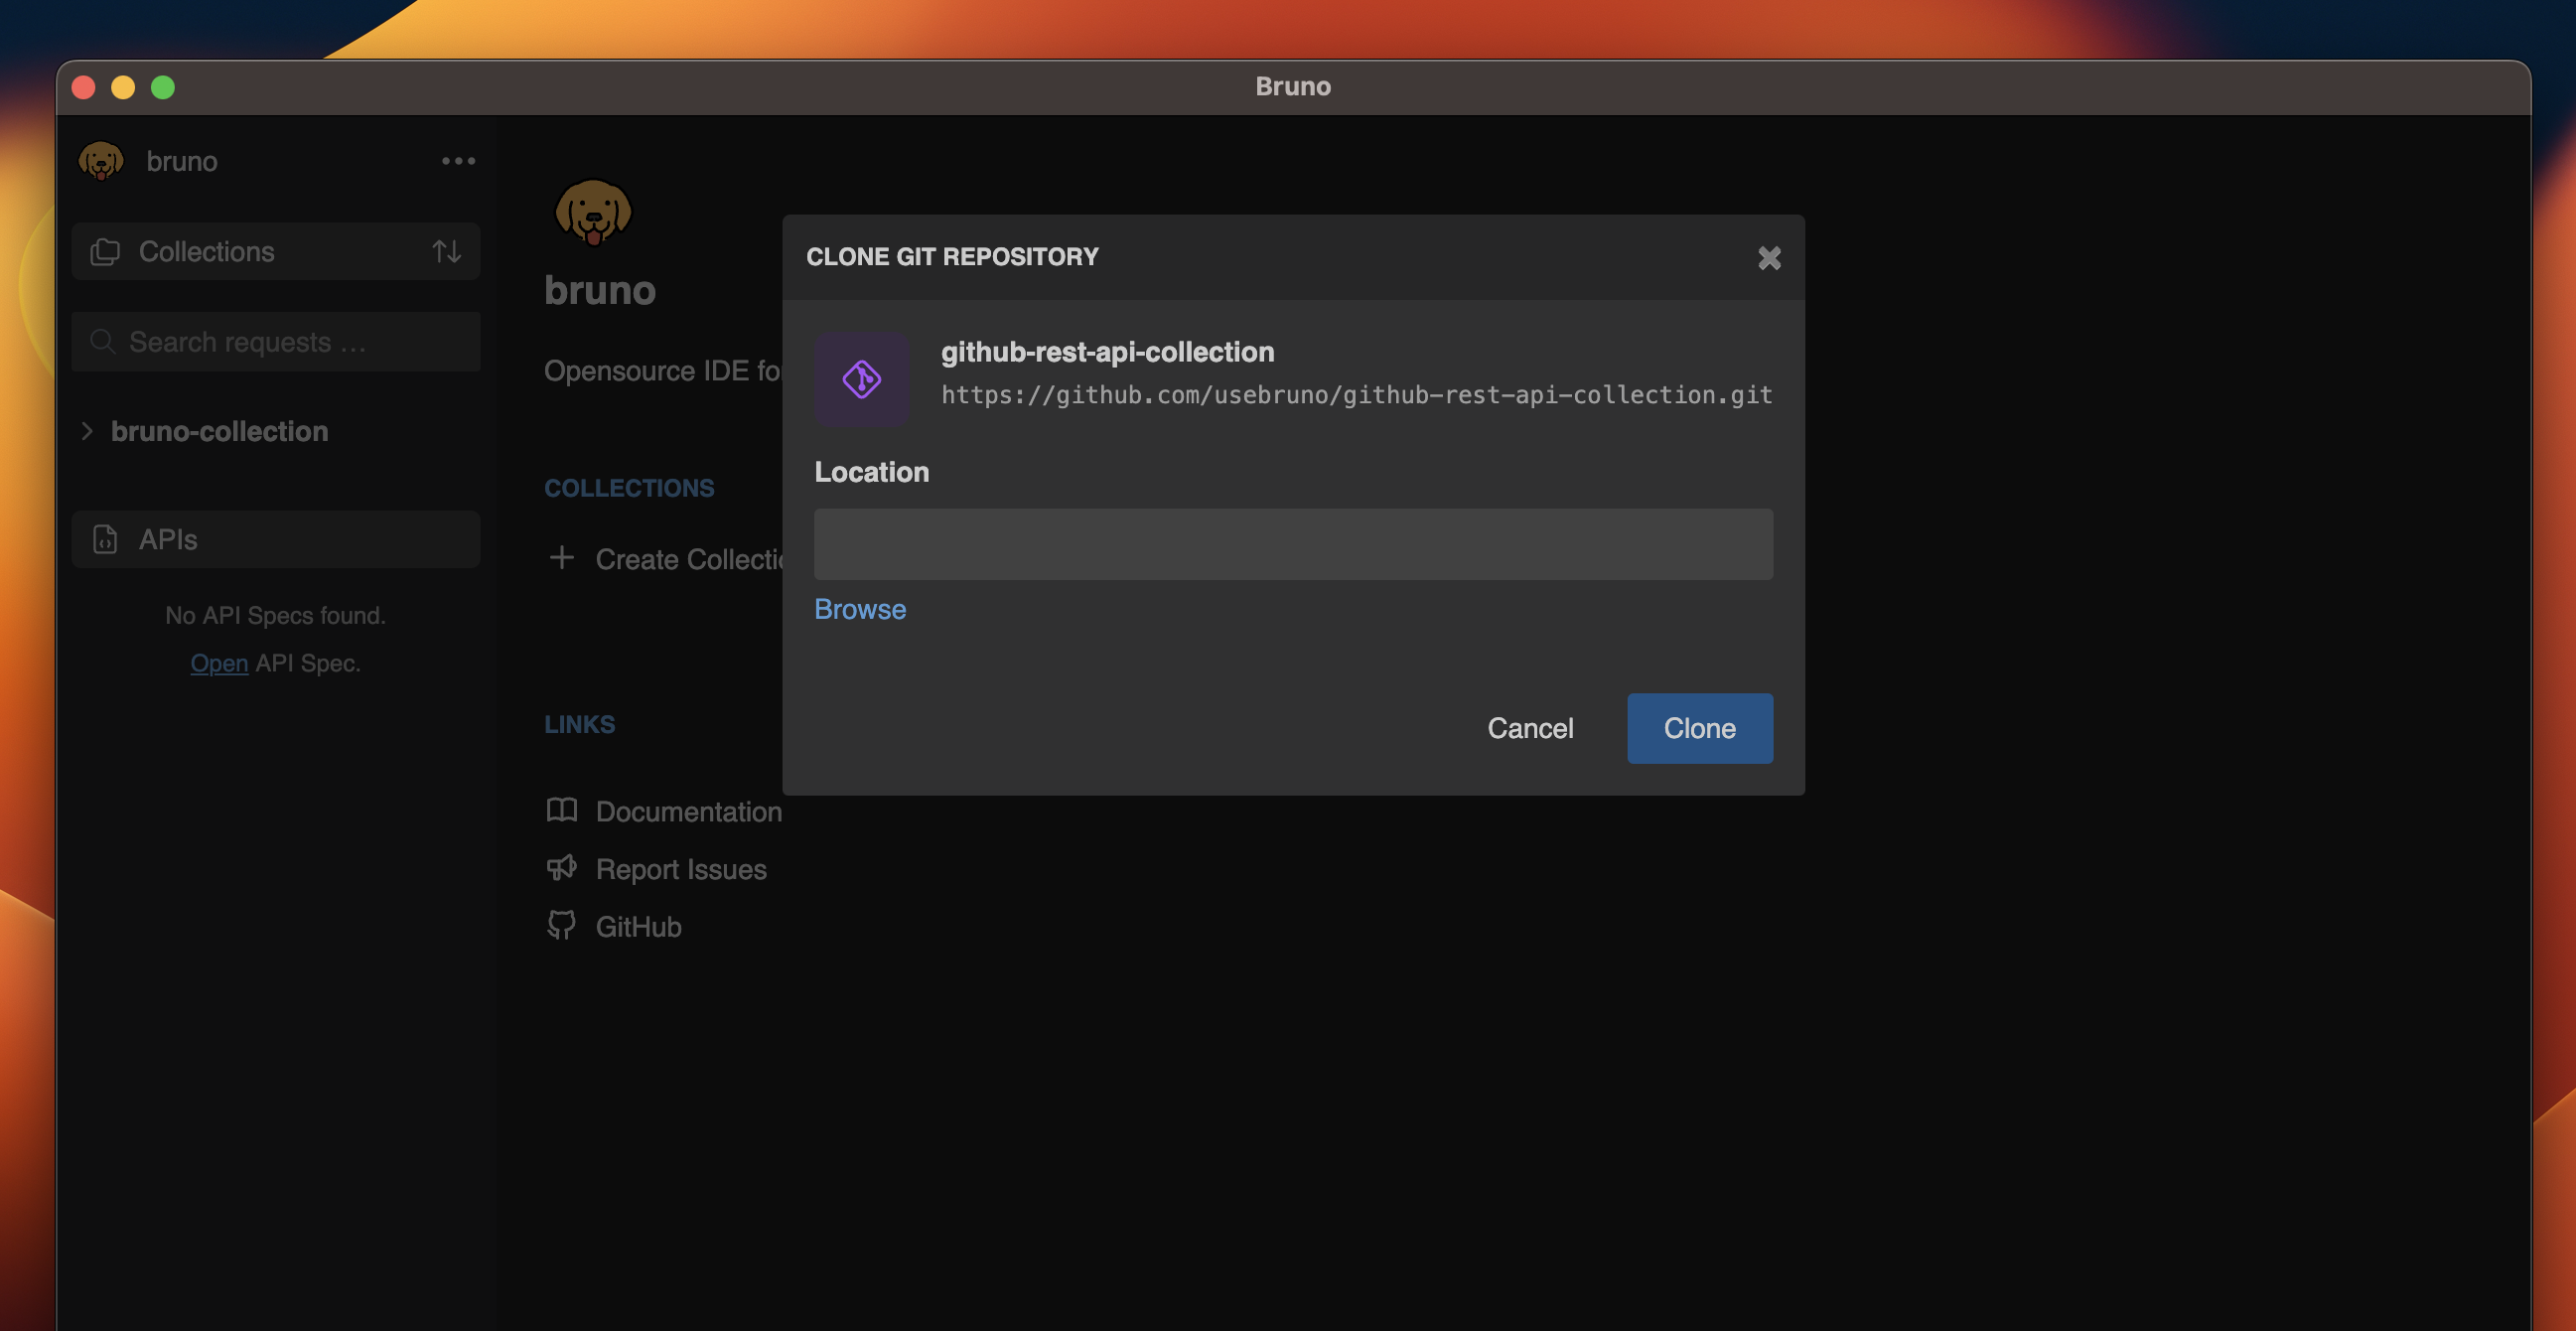 Bruno
bruno
Collections
Search requests ...
bruno-collection
APIs
No API Specs found.
Open API Spec.
bruno
Opensource IDE
COLLECTIONS
Create
LINKS
Documentation
Report Issues
GitHub
CLONE GIT REPOSITORY
github-rest-api-collection
https://github.com/usebruno/github-rest-api-collection.git
Location
Browse
Cancel
Clone